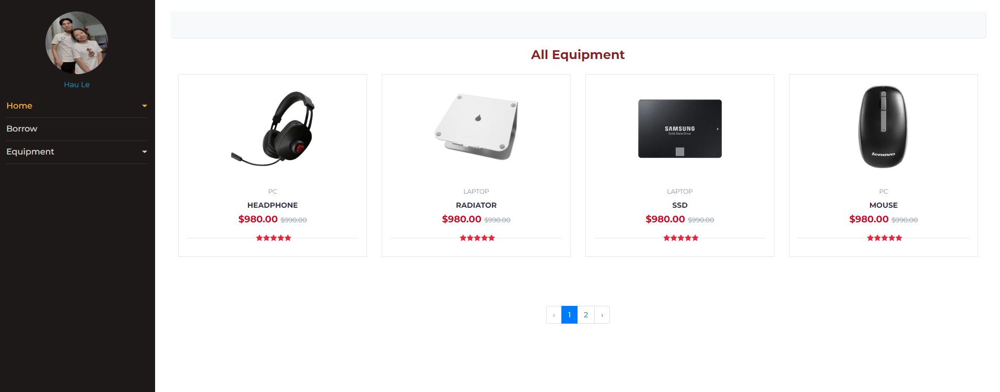 Hau Le
Home
Borrow
Equipment
All Equipment
PC
HEADPHONE
$980.00 $990.00
LAPTOP
RADIATOR
$980.00 $990.00
SAMSUNG
Solid State Drive
LAPTOP
SSD
$980.00 $990.00
lenovo
PC
MOUSE
$980.00 $990.00
‹ 1 2 ›